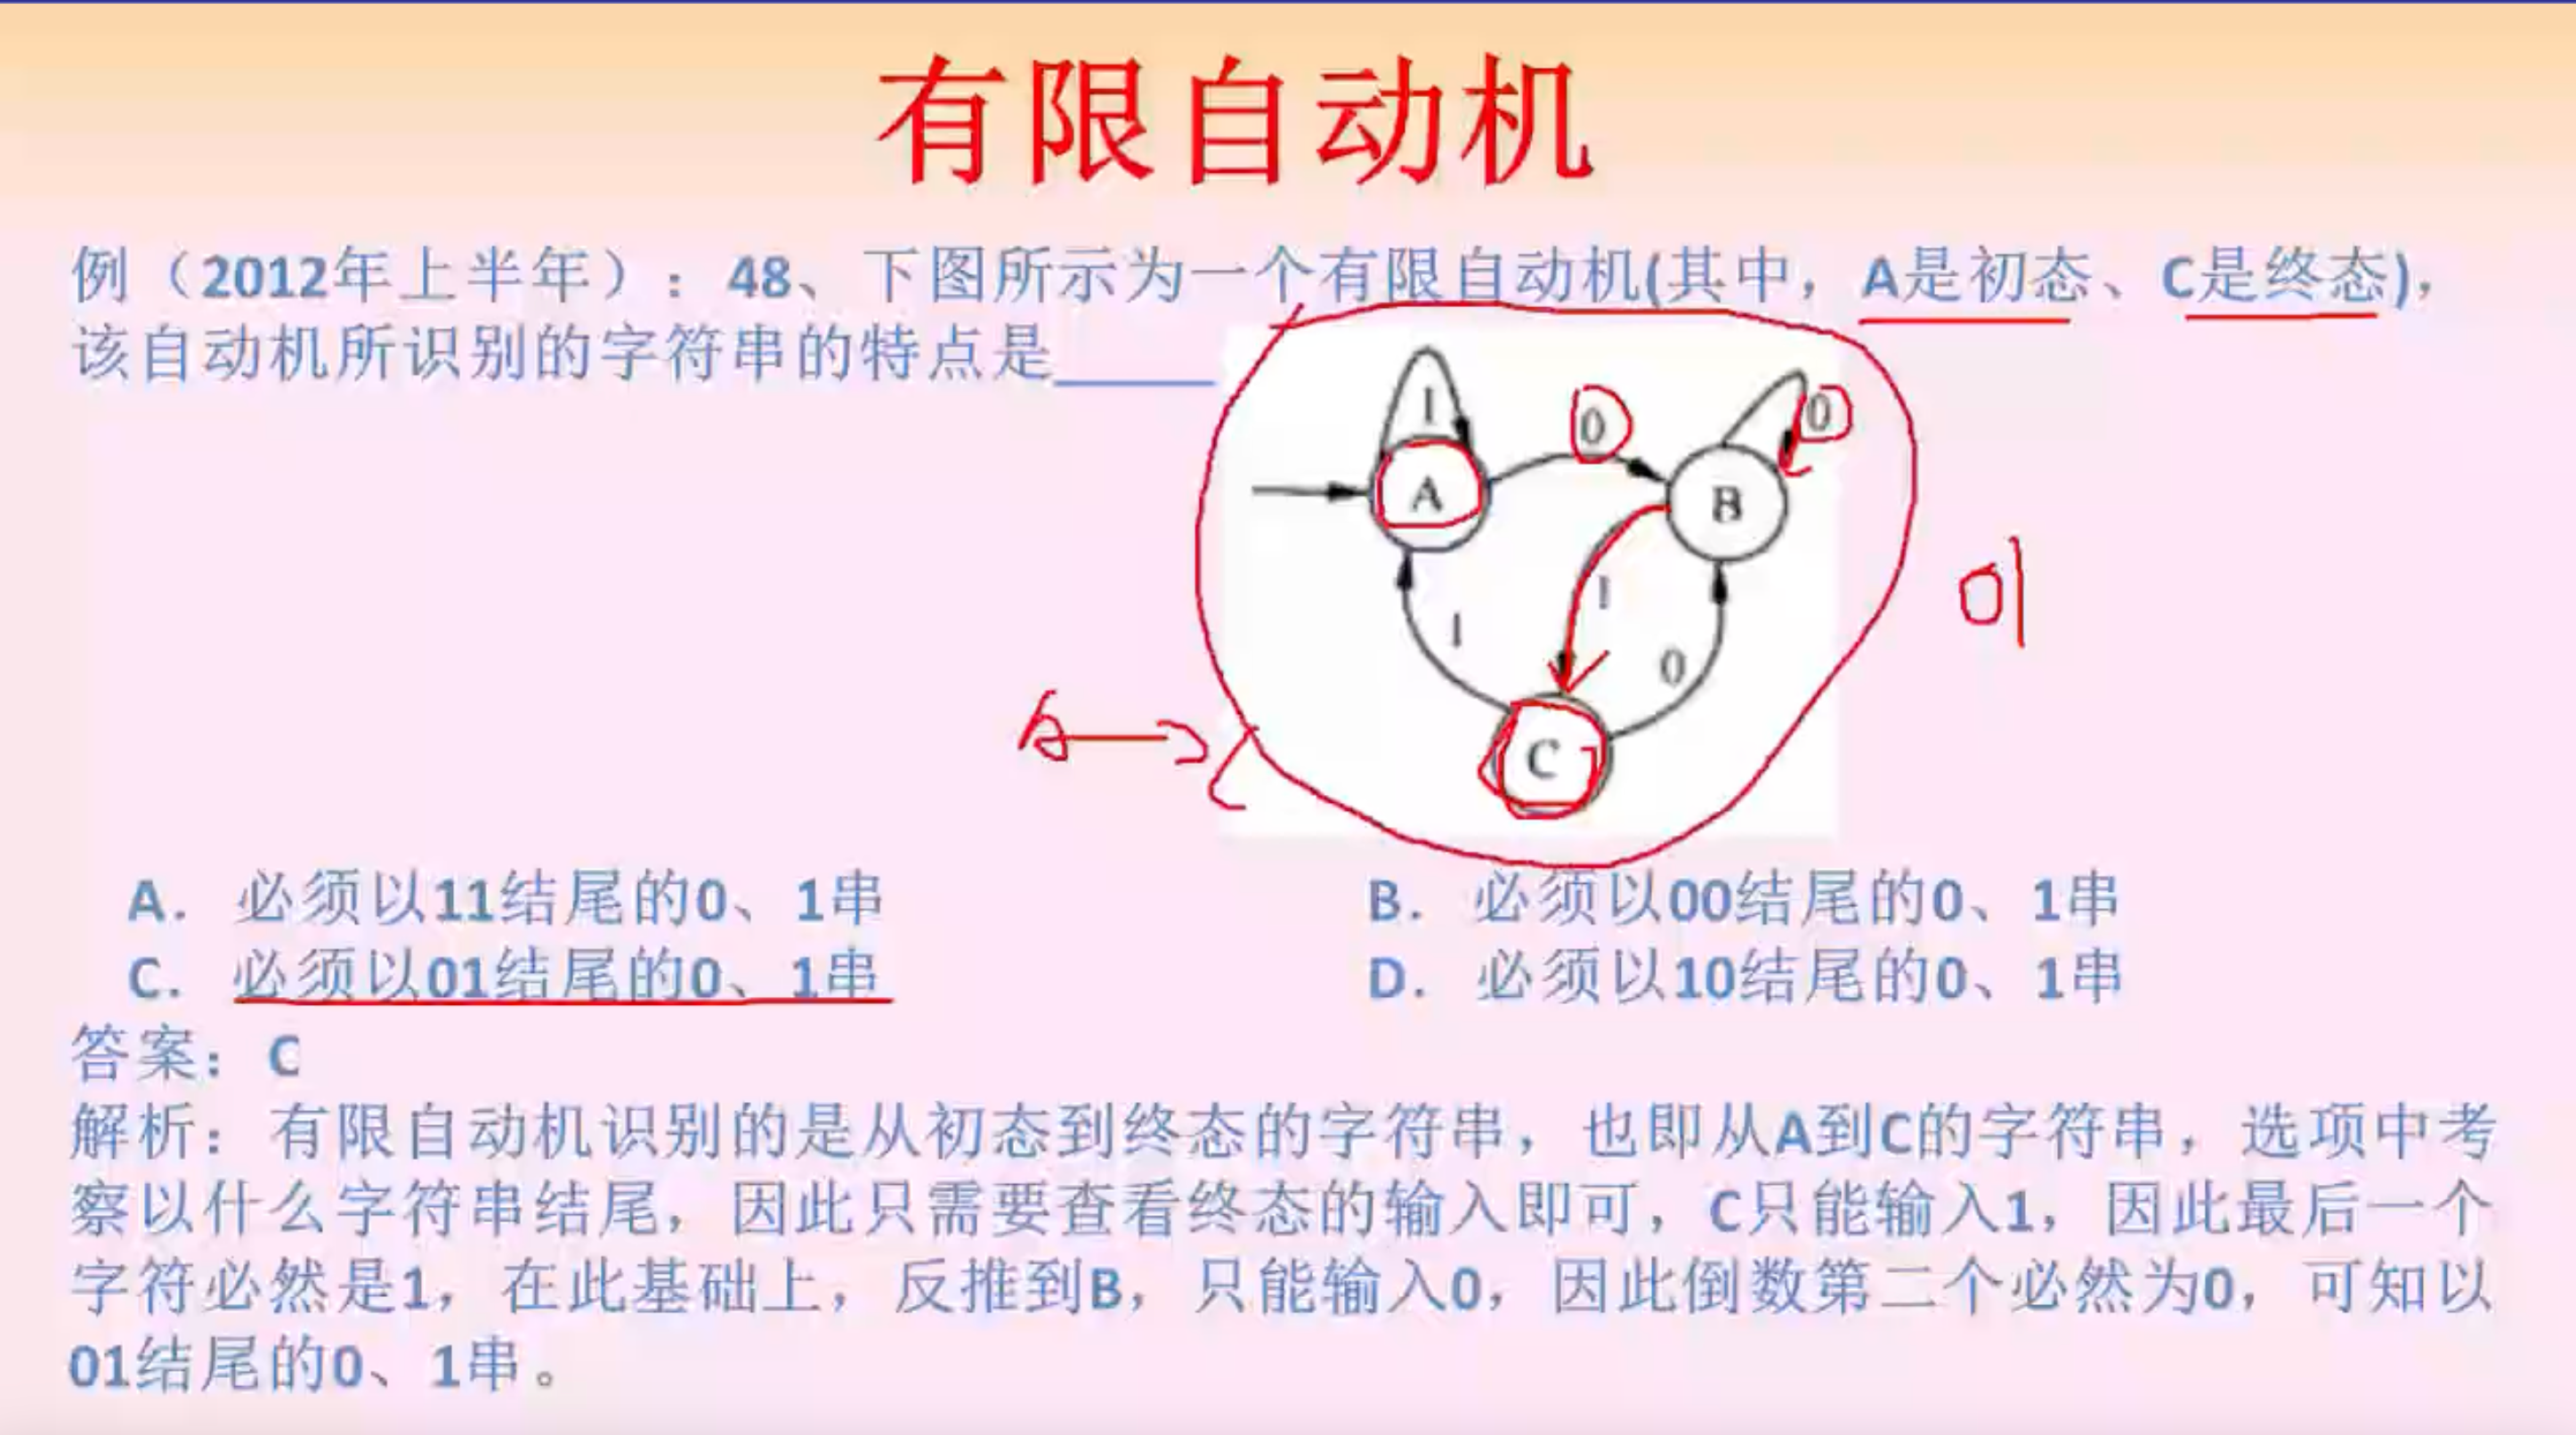 有限自动机
例（2012年上半年）：48、下图所示为一个有限自动机(其中，A是初态、C是终态)，
该自动机所识别的字符串的特点是______
1
0
0
A
B
01
1
1
0
A
C
C
A. 必须以11结尾的0、1串
B. 必须以00结尾的0、1串
C. 必须以01结尾的0、1串
D. 必须以10结尾的0、1串
答案：C
解析：有限自动机识别的是从初态到终态的字符串，也即从A到C的字符串，选项中考
察以什么字符串结尾，因此只需要查看终态的输入即可，C只能输入1，因此最后一个
字符必然是1，在此基础上，反推到B，只能输入0，因此倒数第二个必然为0，可知以
01结尾的0、1串。